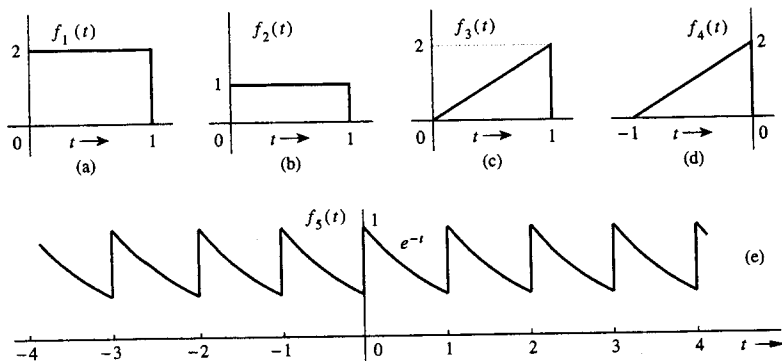 f₁(t)
2
0
t →
1
(a)
f₂(t)
1
0
t →
1
(b)
f₃(t)
2
0
t →
1
(c)
f₄(t)
2
-1
t →
0
(d)
f₅(t)
1
e⁻ᵗ
(e)
-4 -3 -2 -1 0 1 2 3 4 t →